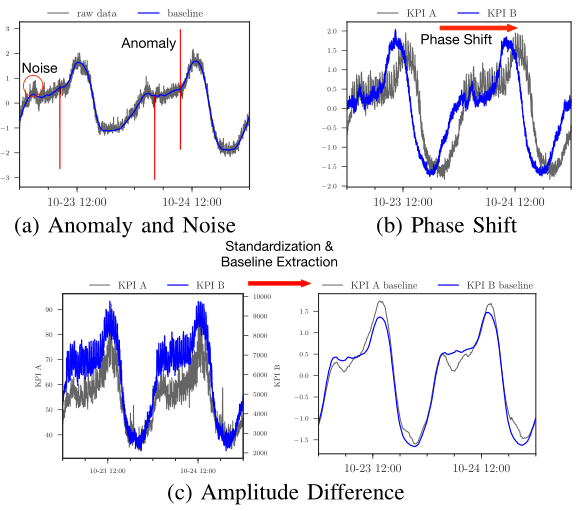 raw data baseline
3
2
1
0
−1
−2
−3
Noise
Anomaly
10-23 12:00 10-24 12:00
(a) Anomaly and Noise
KPI A KPI B
Phase Shift
2.0
1.5
1.0
0.5
0.0
−0.5
−1.0
−1.5
−2.0
10-23 12:00 10-24 12:00
(b) Phase Shift
Standardization &
Baseline Extraction
KPI A KPI B
KPI A
90
80
70
60
50
40
10000
9000
8000
7000
6000
5000
4000
3000
2000
KPI B
10-23 12:00 10-24 12:00
KPI A baseline KPI B baseline
1.5
1.0
0.5
0.0
−0.5
−1.0
−1.5
10-23 12:00 10-24 12:00
(c) Amplitude Difference